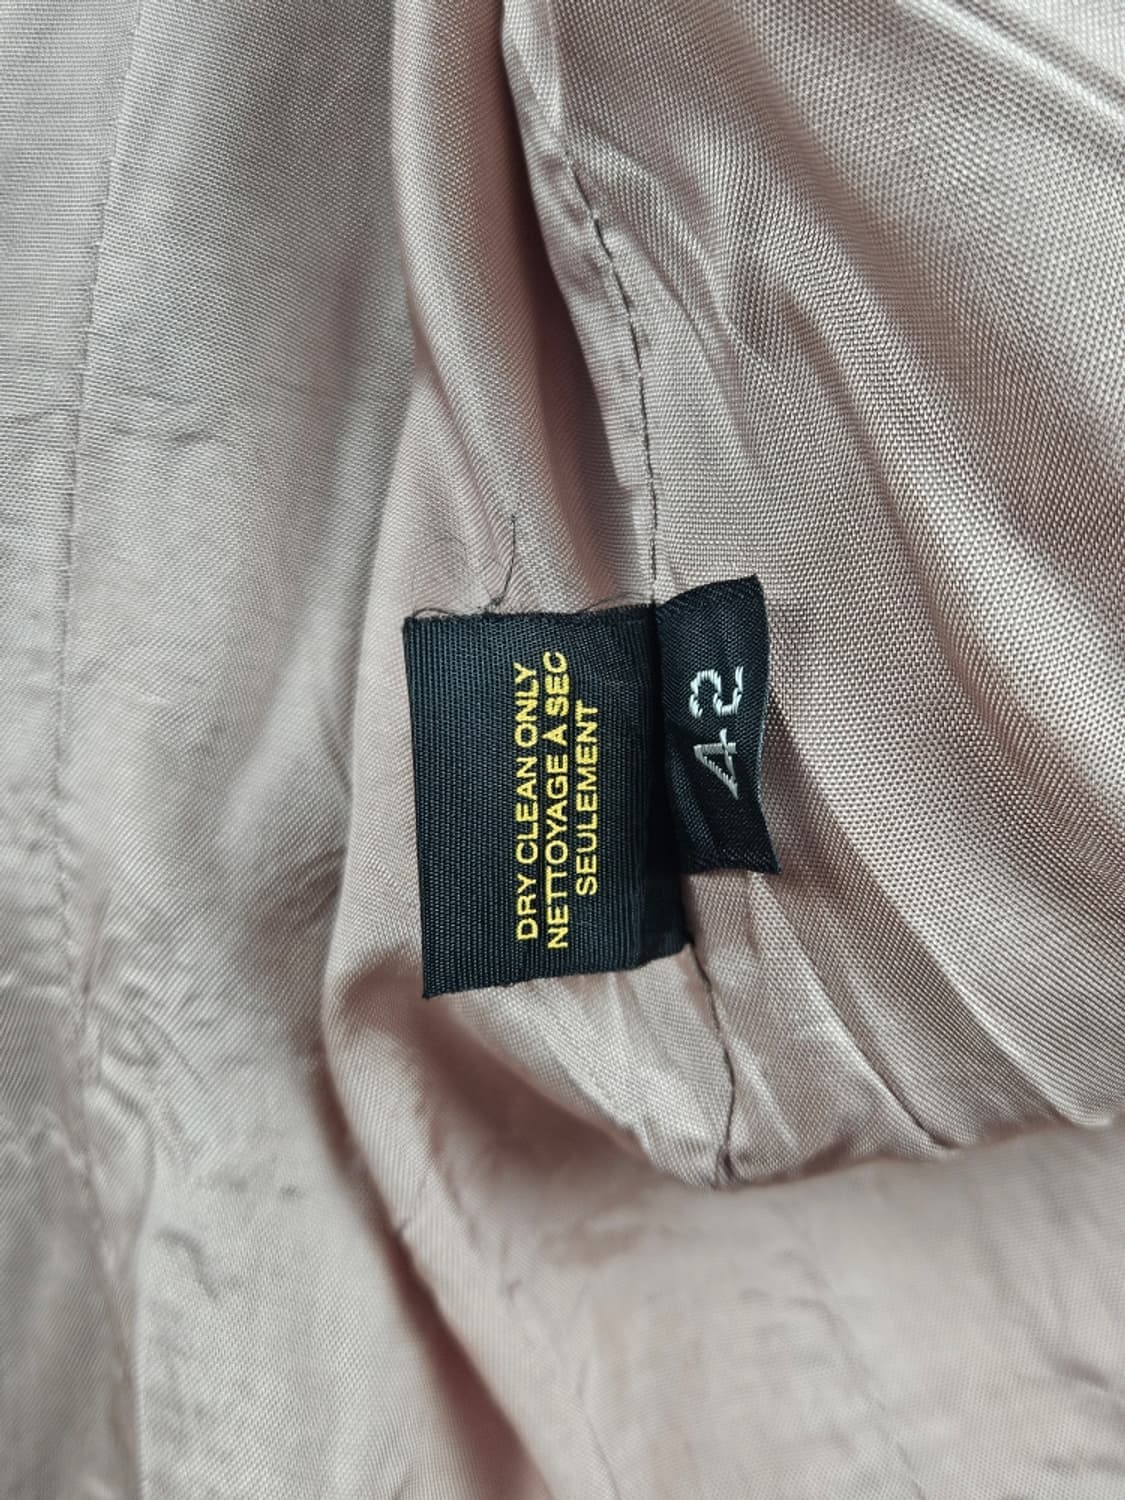 DRY CLEAN ONLY
NETTOYAGE A SEC
SEULEMENT
42